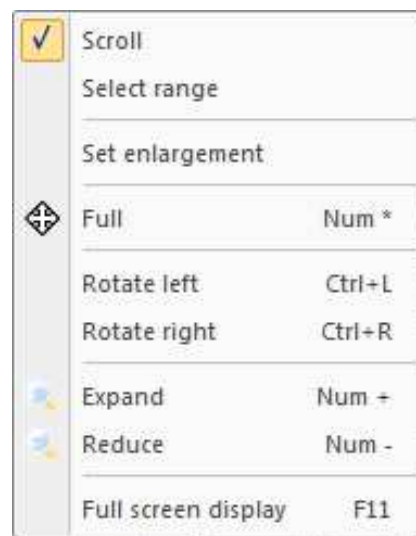 Scroll
Select range
Set enlargement
Full Num *
Rotate left Ctrl+L
Rotate right Ctrl+R
Expand Num +
Reduce Num -
Full screen display F11